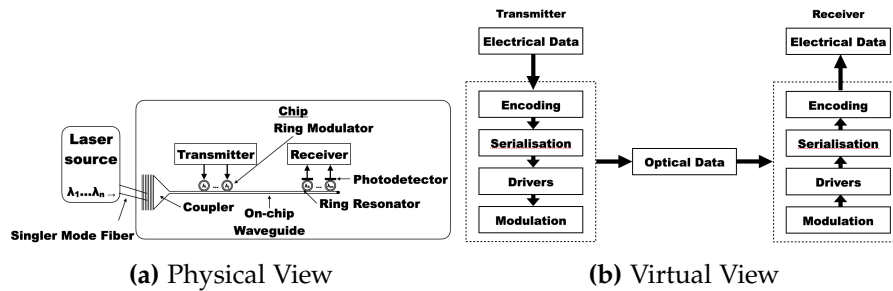 Transmitter
Receiver
Electrical Data
Electrical Data
Chip
Ring Modulator
Laser
source
λ1...λn
Transmitter
Receiver
...
...
Photodetector
Ring Resonator
Coupler
On-chip
Waveguide
Singler Mode Fiber
Encoding
Serialisation
Drivers
Modulation
Optical Data
Encoding
Serialisation
Drivers
Modulation
(a) Physical View
(b) Virtual View